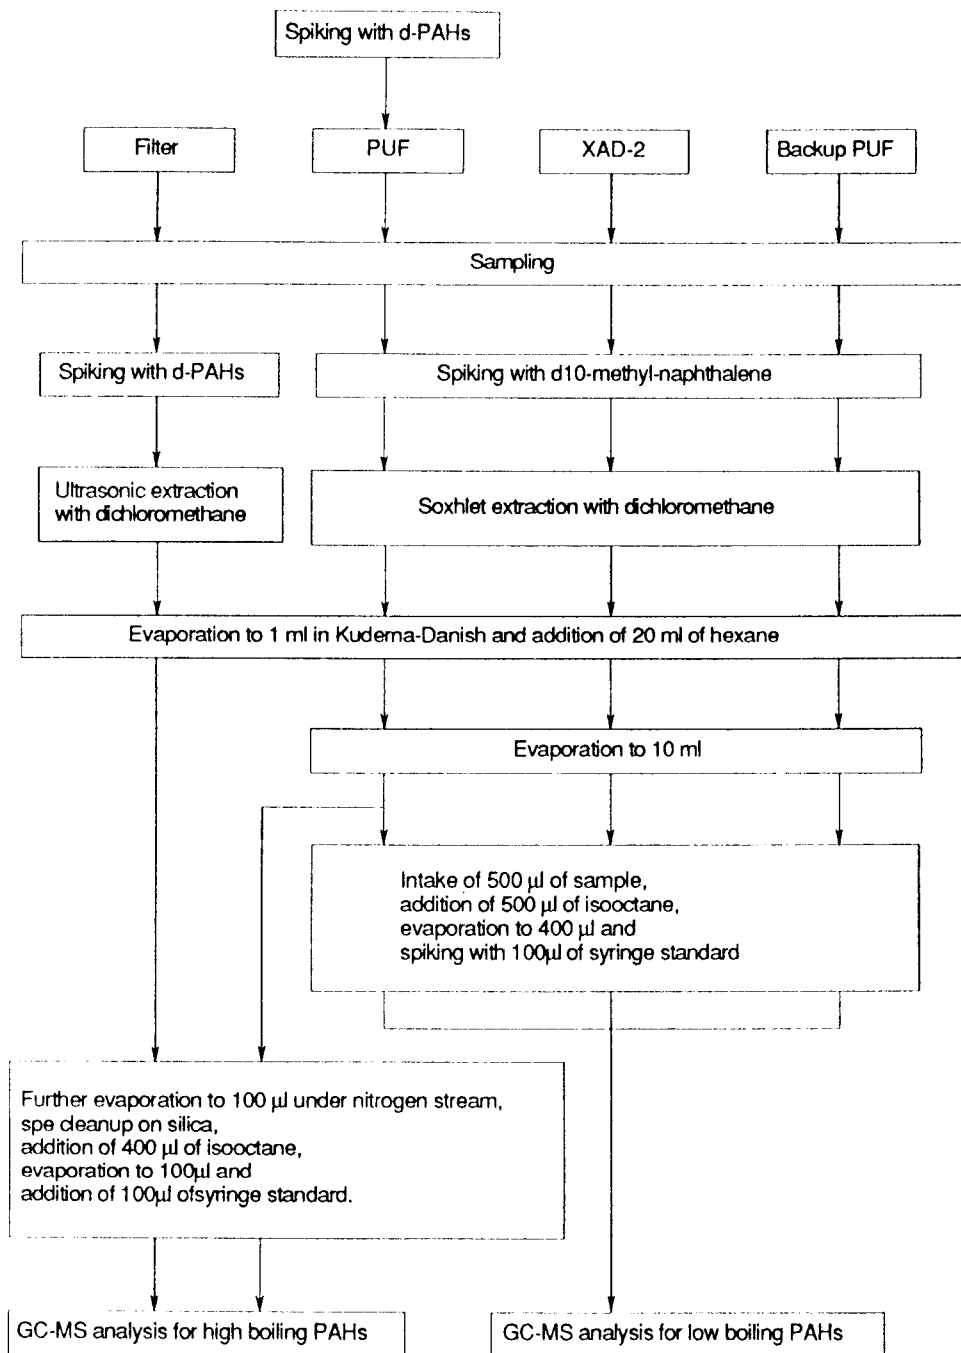 Spiking with d-PAHs
Filter
PUF
XAD-2
Backup PUF
Sampling
Spiking with d-PAHs
Spiking with d10-methyl-naphthalene
Ultrasonic extraction
with dichloromethane
Soxhlet extraction with dichloromethane
Evaporation to 1 ml in Kuderna-Danish and addition of 20 ml of hexane
Evaporation to 10 ml
Intake of 500 µl of sample,
addition of 500 µl of isooctane,
evaporation to 400 µl and
spiking with 100µl of syringe standard
Further evaporation to 100 µl under nitrogen stream,
spe cleanup on silica,
addition of 400 µl of isooctane,
evaporation to 100µl and
addition of 100µl ofsyringe standard.
GC-MS analysis for high boiling PAHs
GC-MS analysis for low boiling PAHs